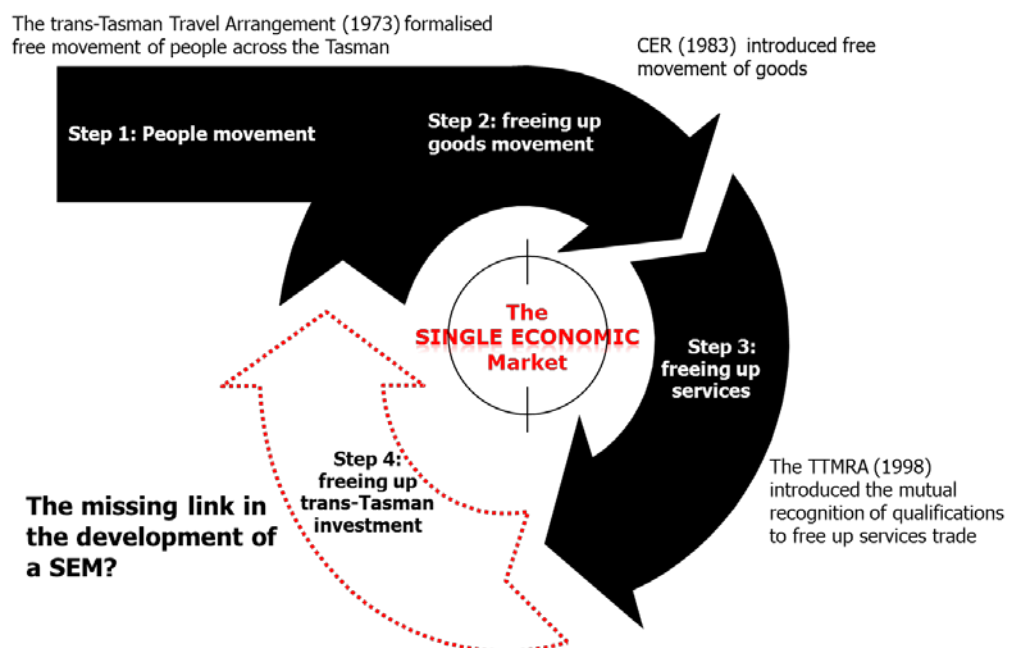 The trans-Tasman Travel Arrangement (1973) formalised
free movement of people across the Tasman
CER (1983) introduced free
movement of goods
Step 1: People movement
Step 2: freeing up
goods movement
The
SINGLE ECONOMIC
Market
Step 3:
freeing up
services
Step 4:
freeing up
trans-Tasman
investment
The missing link in
the development of
a SEM?
The TTMRA (1998)
introduced the mutual
recognition of qualifications
to free up services trade